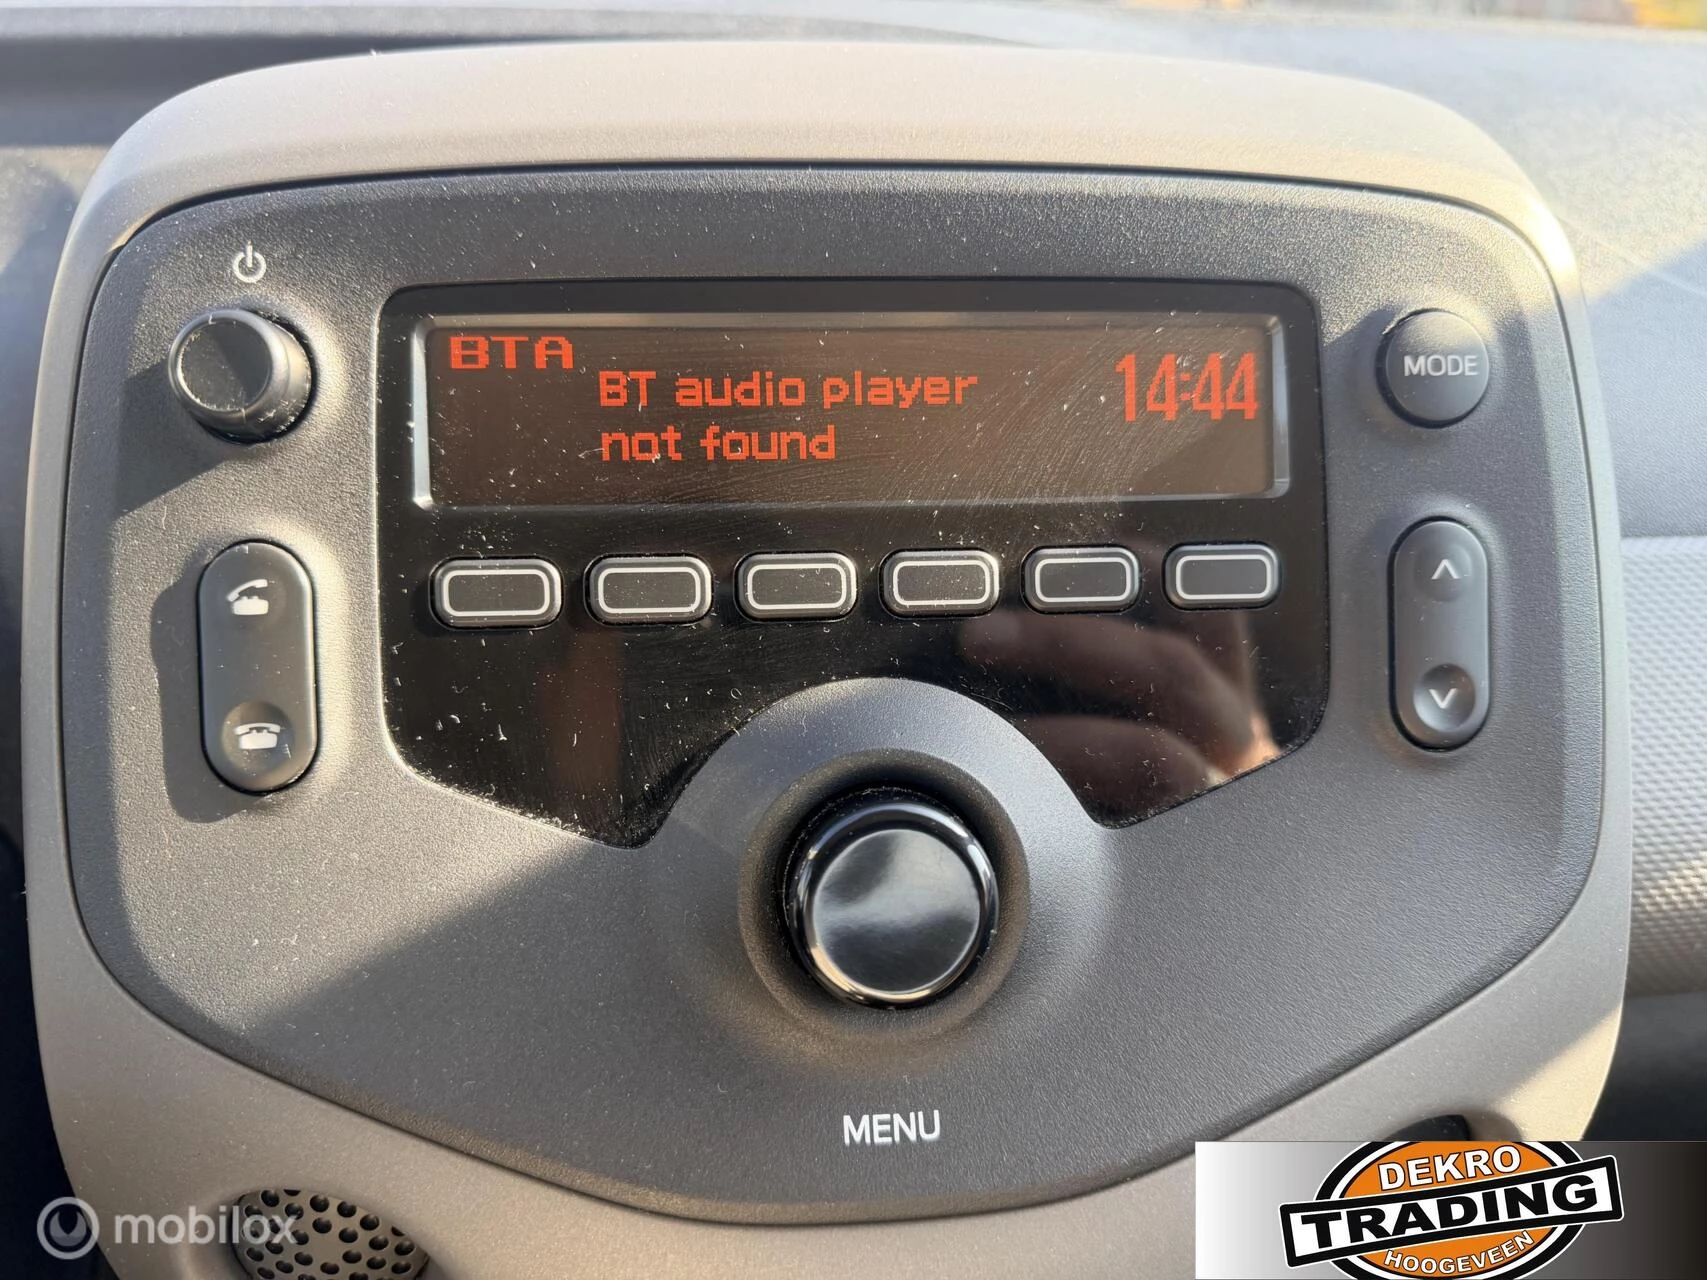 BTA
BT audio player
not found
14:44
MODE
MENU
mobilox
DEKRO
TRADING
HOOGEVEEN